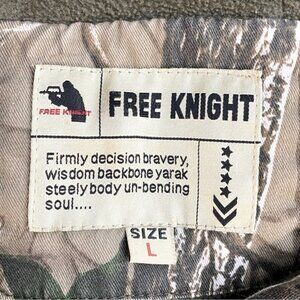 FREE KNIGHT
FREE KNIGHT
Firmly decision bravery,
wisdom backbone yarak
steely body un-bending
soul....
SIZE
L